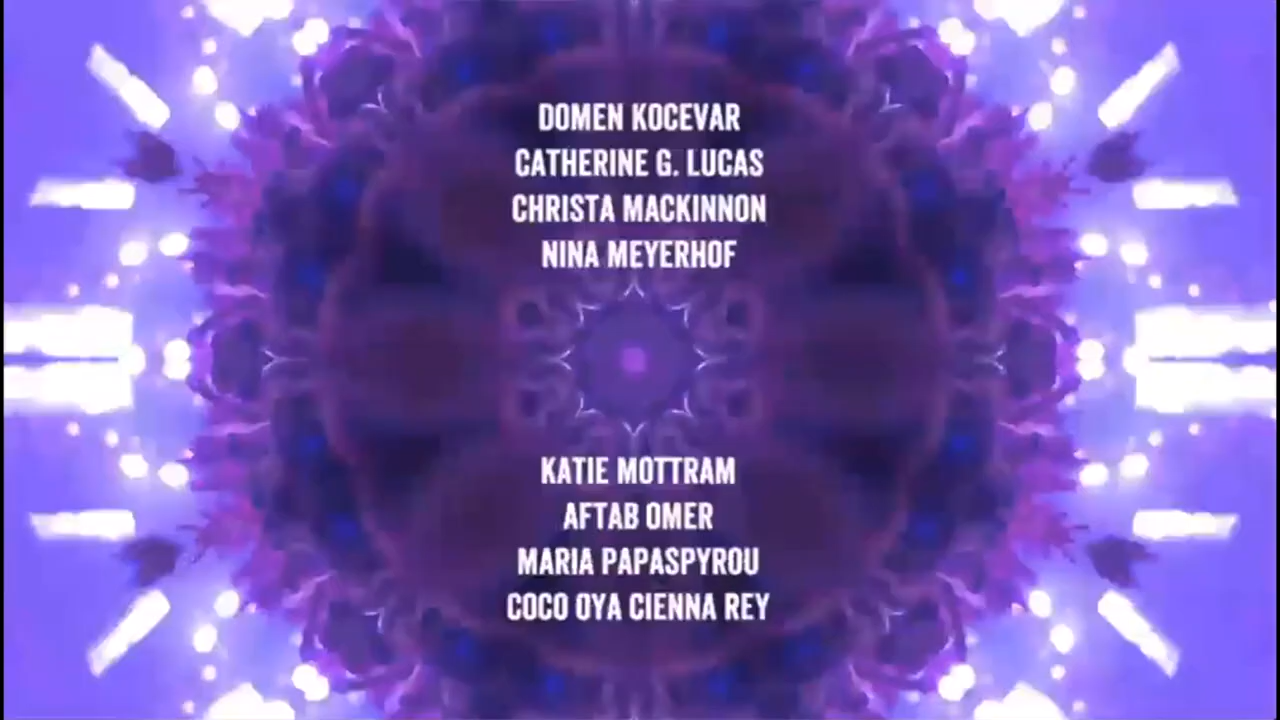 DOMEN KOCEVAR
CATHERINE G. LUCAS
CHRISTA MACKINNON
NINA MEYERHOF
KATIE MOTTRAM
AFTAB OMER
MARIA PAPASPYROU
COCO OYA CIENNA REY